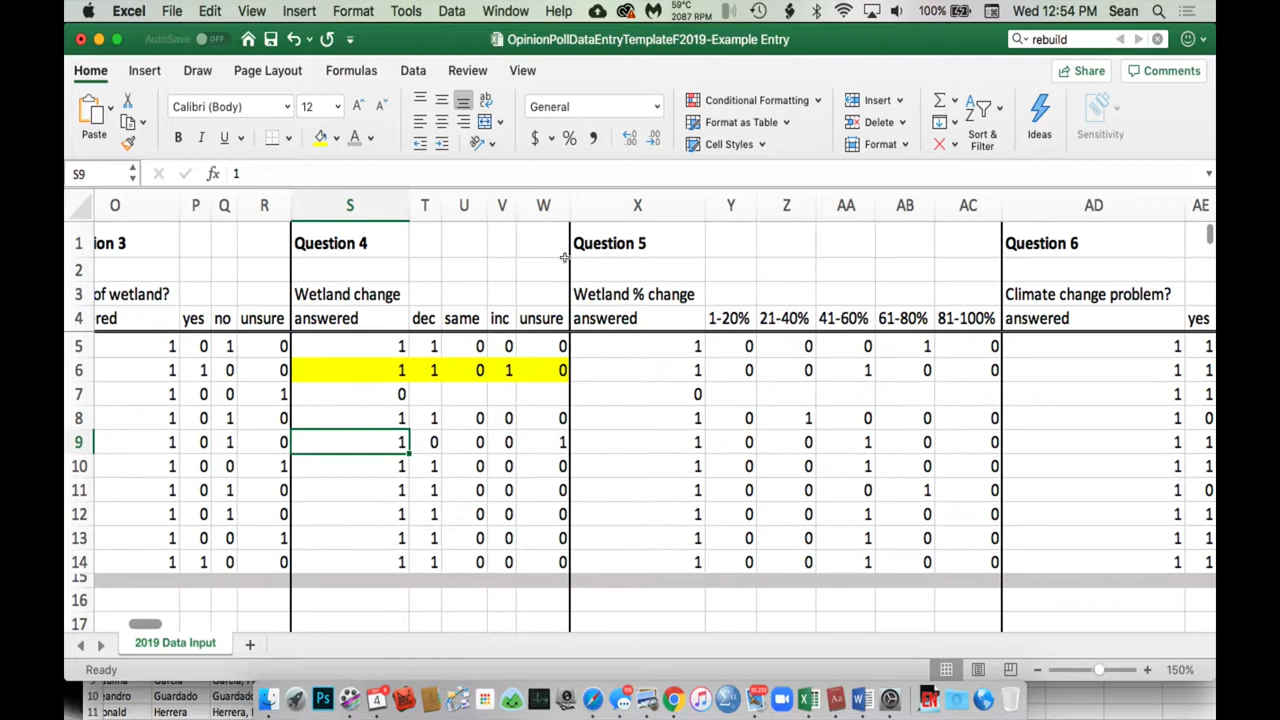 Excel File Edit View Insert Format Tools Data Window Help 59°C 2087 RPM 100% Wed 12:54 PM Sean
AutoSave OFF OpinionPollDataEntryTemplateF2019-Example Entry rebuild
Home Insert Draw Page Layout Formulas Data Review View Share Comments
Calibri (Body) 12 General Conditional Formatting Insert
Paste Format as Table Delete Sort & Filter Ideas Sensitivity
B I U A $ % Cell Styles Format
S9 fx 1
O P Q R S T U V W X Y Z AA AB AC AD AE
1 ion 3 Question 4 Question 5 Question 6
2
3 of wetland? Wetland change Wetland % change Climate change problem?
4 red yes no unsure answered dec same inc unsure answered 1-20% 21-40% 41-60% 61-80% 81-100% answered yes
5 1 0 1 0 1 1 0 0 0 1 0 0 0 1 0 1 1
6 1 1 0 0 1 1 0 1 0 1 0 0 1 0 0 1 1
7 1 0 0 1 0 0 1 1
8 1 0 1 0 1 1 0 0 0 1 0 1 0 0 0 1 0
9 1 0 1 0 1 0 0 0 1 1 0 0 1 0 0 1 1
10 1 0 0 1 1 1 0 0 0 1 0 0 1 0 0 1 1
11 1 0 1 0 1 1 0 0 0 1 0 0 0 1 0 1 0
12 1 0 1 0 1 1 0 0 0 1 0 0 1 0 0 1 1
13 1 0 0 1 1 1 0 0 0 1 0 0 1 0 0 1 1
14 1 1 0 0 1 1 0 0 0 1 0 0 1 0 0 1 1
15
16
17
2019 Data Input
Ready 150%
10 Guardado Guardado,
11 Herrera Herrera,